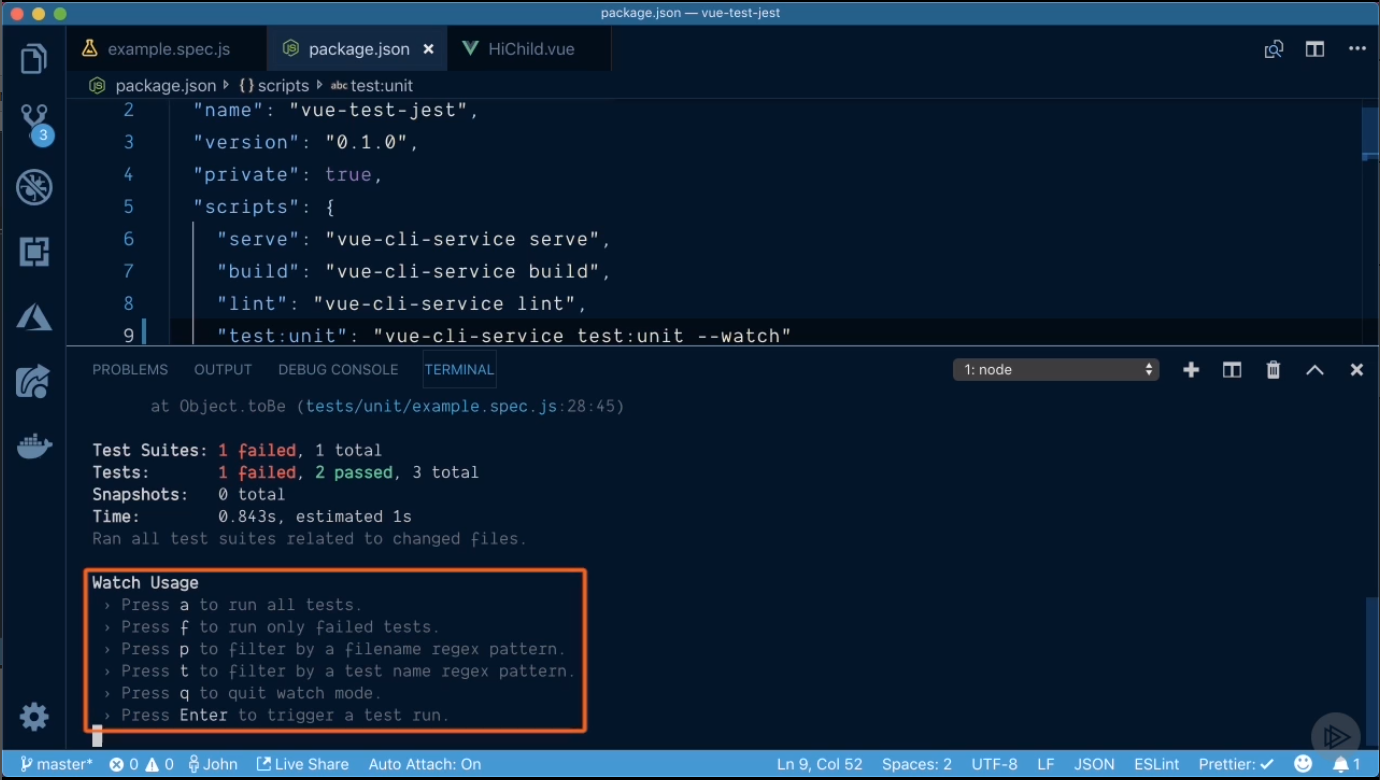 package.json — vue-test-jest
example.spec.js
package.json ×
HiChild.vue
package.json › {} scripts › abc test:unit
3
2 "name": "vue-test-jest",
3 "version": "0.1.0",
4 "private": true,
5 "scripts": {
6 "serve": "vue-cli-service serve",
7 "build": "vue-cli-service build",
8 "lint": "vue-cli-service lint",
9 "test:unit": "vue-cli-service test:unit --watch"
PROBLEMS OUTPUT DEBUG CONSOLE TERMINAL 1: node
at Object.toBe (tests/unit/example.spec.js:28:45)
Test Suites: 1 failed, 1 total
Tests: 1 failed, 2 passed, 3 total
Snapshots: 0 total
Time: 0.843s, estimated 1s
Ran all test suites related to changed files.
Watch Usage
› Press a to run all tests.
› Press f to run only failed tests.
› Press p to filter by a filename regex pattern.
› Press t to filter by a test name regex pattern.
› Press q to quit watch mode.
› Press Enter to trigger a test run.
master* 0 0 John Live Share Auto Attach: On Ln 9, Col 52 Spaces: 2 UTF-8 LF JSON ESLint Prettier: ✓ 1